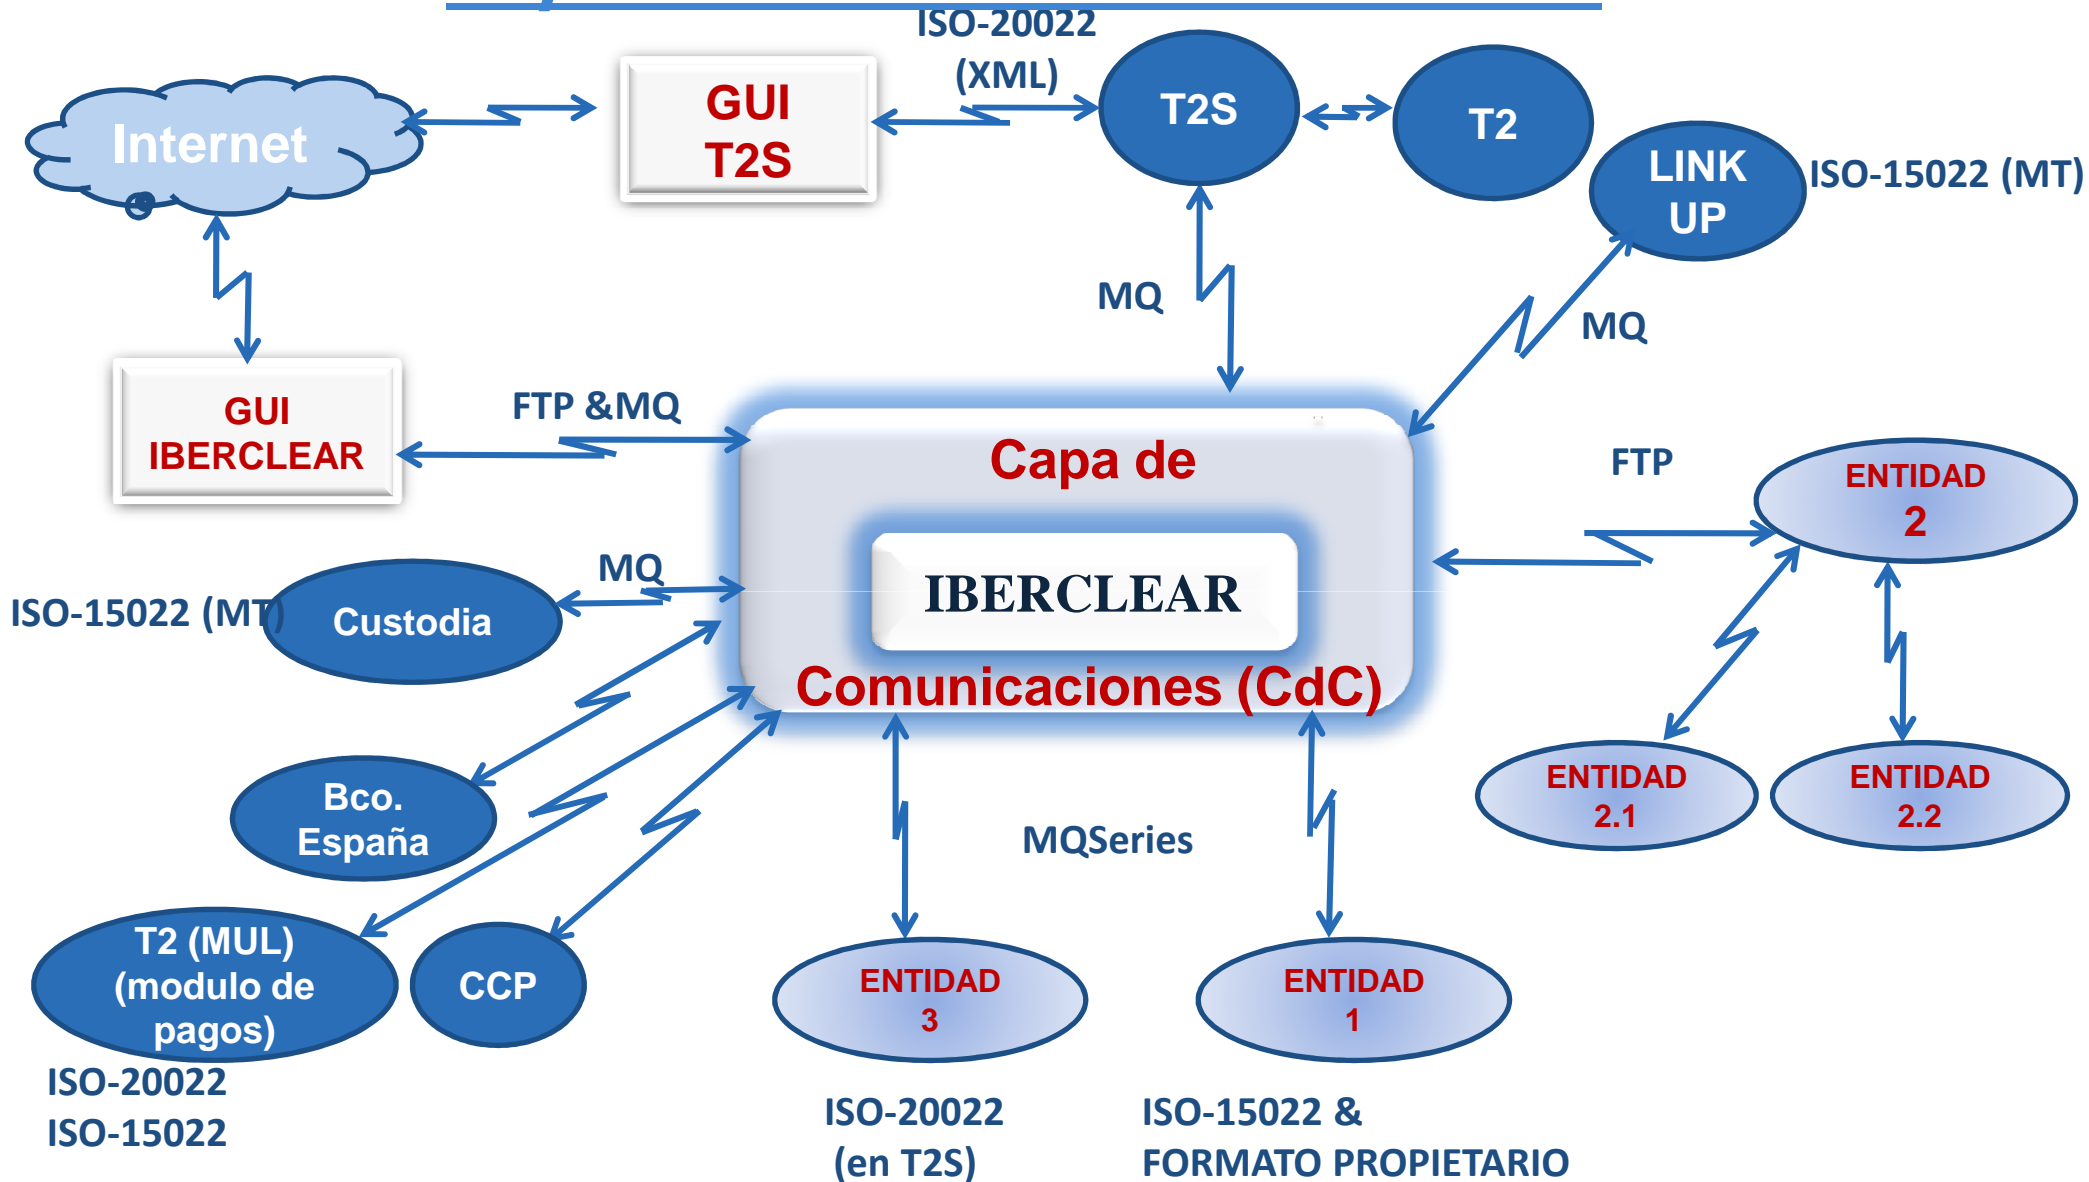 ISO-20022
(XML)
Internet
GUI
T2S
T2S
T2
LINK
UP
ISO-15022 (MT)
MQ
MQ
GUI
IBERCLEAR
FTP &MQ
Capa de
FTP
ENTIDAD
2
MQ
IBERCLEAR
ISO-15022 (MT)
Custodia
Comunicaciones (CdC)
Bco.
España
MQSeries
ENTIDAD
2.1
ENTIDAD
2.2
T2 (MUL)
(modulo de
pagos)
CCP
ENTIDAD
3
ENTIDAD
1
ISO-20022
ISO-15022
ISO-20022
(en T2S)
ISO-15022 &
FORMATO PROPIETARIO